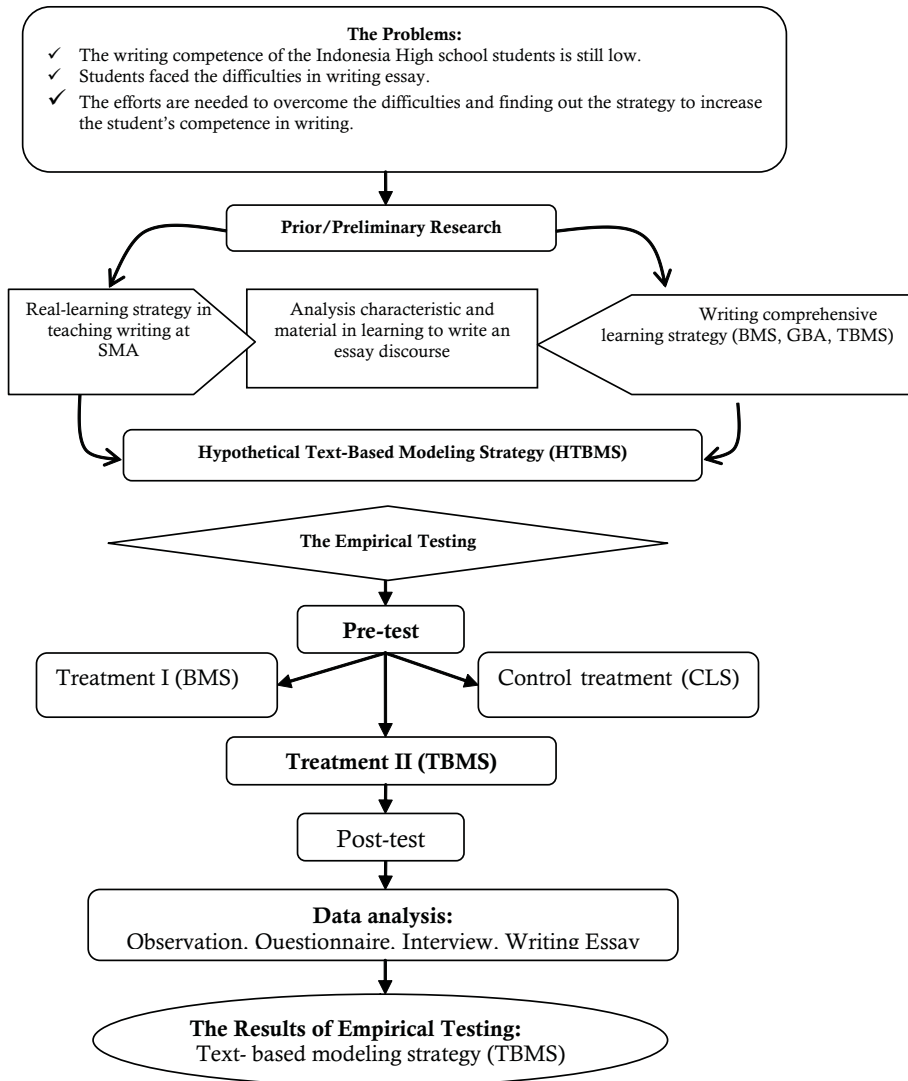 The Problems:
✓ The writing competence of the Indonesia High school students is still low.
✓ Students faced the difficulties in writing essay.
✓ The efforts are needed to overcome the difficulties and finding out the strategy to increase
the student's competence in writing.
Prior/Preliminary Research
Real-learning strategy in
teaching writing at
SMA
Analysis characteristic and
material in learning to write an
essay discourse
Writing comprehensive
learning strategy (BMS, GBA, TBMS)
Hypothetical Text-Based Modeling Strategy (HTBMS)
The Empirical Testing
Pre-test
Treatment I (BMS)
Control treatment (CLS)
Treatment II (TBMS)
Post-test
Data analysis:
Observation. Questionnaire. Interview. Writing Essay
The Results of Empirical Testing:
Text- based modeling strategy (TBMS)